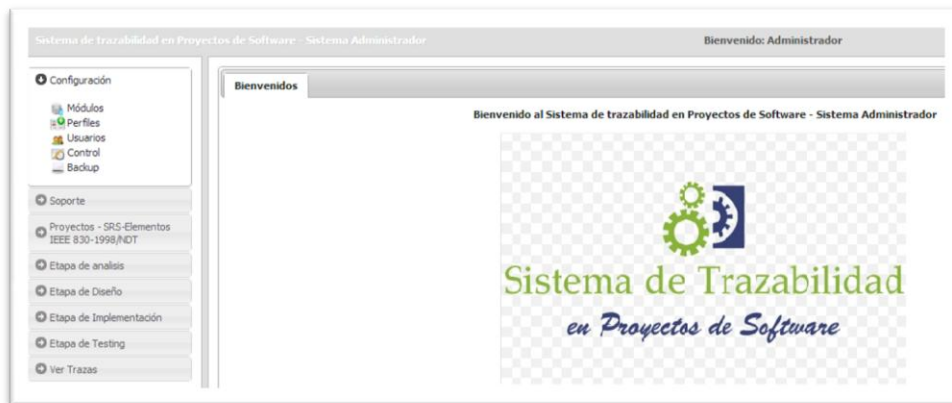 Sistema de trazabilidad en Proyectos de Software - Sistema Administrador
Bienvenido: Administrador
Configuración
Módulos
Perfiles
Usuarios
Control
Backup
Soporte
Proyectos - SRS-Elementos
IEEE 830-1998/NDT
Etapa de analisis
Etapa de Diseño
Etapa de Implementación
Etapa de Testing
Ver Trazas
Bienvenidos
Bienvenido al Sistema de trazabilidad en Proyectos de Software - Sistema Administrador
Sistema de Trazabilidad
en Proyectos de Software